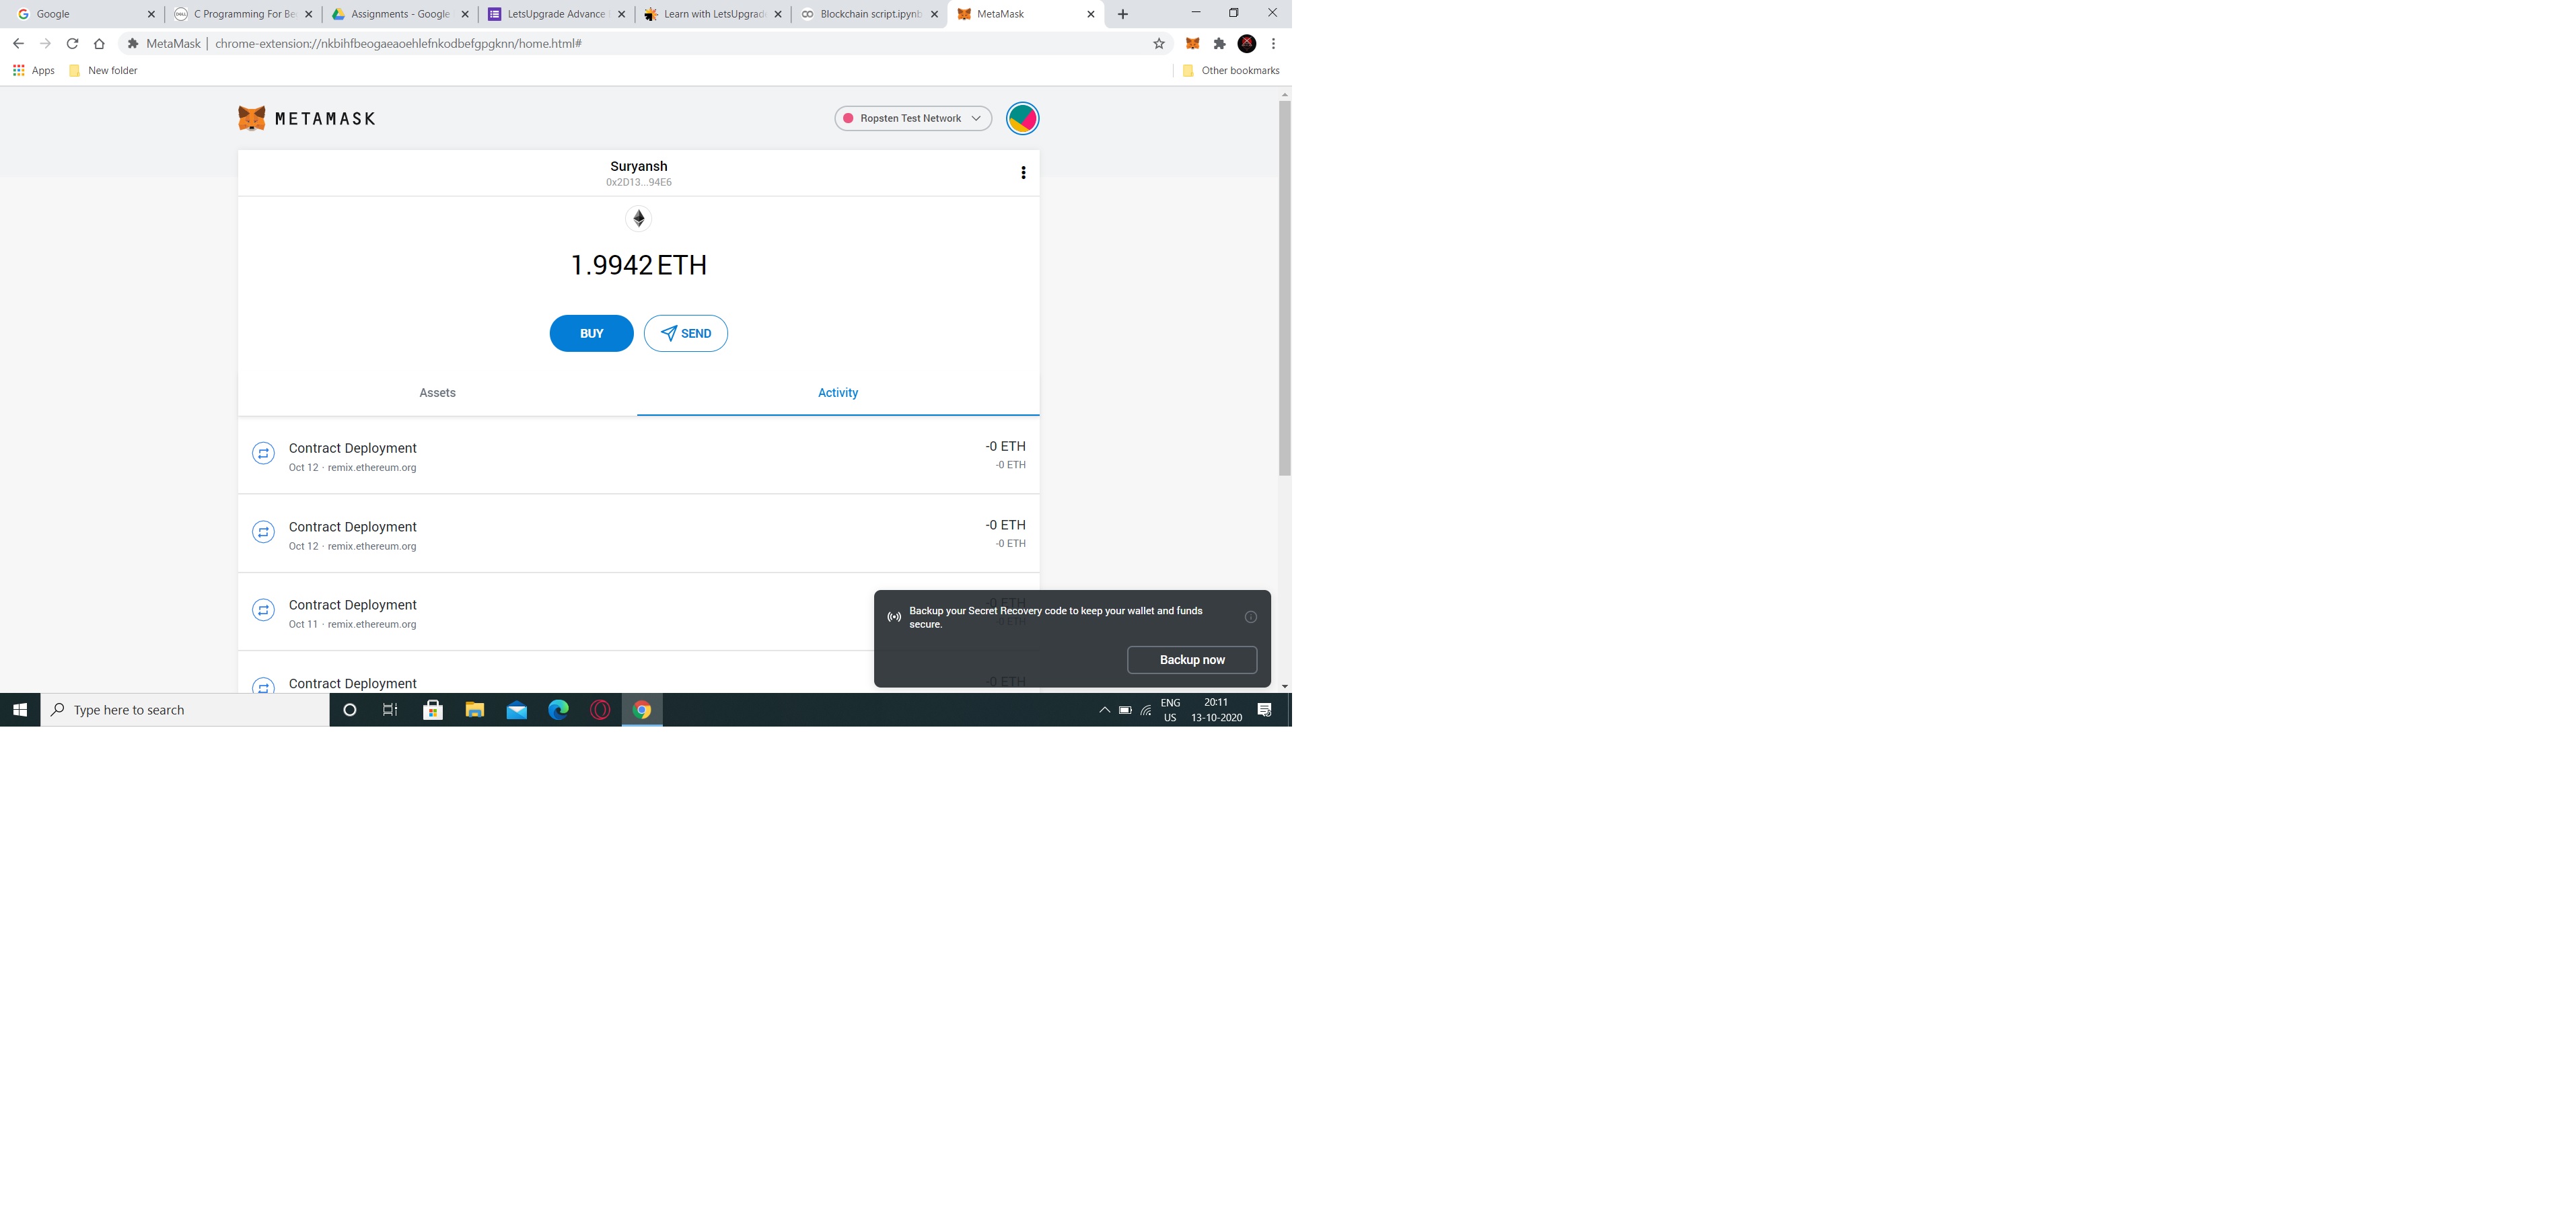 Google
C Programming For Be
Assignments - Google
LetsUpgrade Advance
Learn with LetsUpgrad
Blockchain script.ipynb
MetaMask
MetaMask | chrome-extension://nkbihfbeogaeaoehlefnkodbefgpgknn/home.html#
Apps
New folder
Other bookmarks
METAMASK
Ropsten Test Network
Suryansh
0x2D13...94E6
1.9942 ETH
BUY
SEND
Assets
Activity
Contract Deployment
-0 ETH
Oct 12 · remix.ethereum.org
-0 ETH
Contract Deployment
-0 ETH
Oct 12 · remix.ethereum.org
-0 ETH
Contract Deployment
-0 ETH
Oct 11 · remix.ethereum.org
-0 ETH
Backup your Secret Recovery code to keep your wallet and funds
secure.
Backup now
Contract Deployment
-0 ETH
Type here to search
ENG
US
20:11
13-10-2020